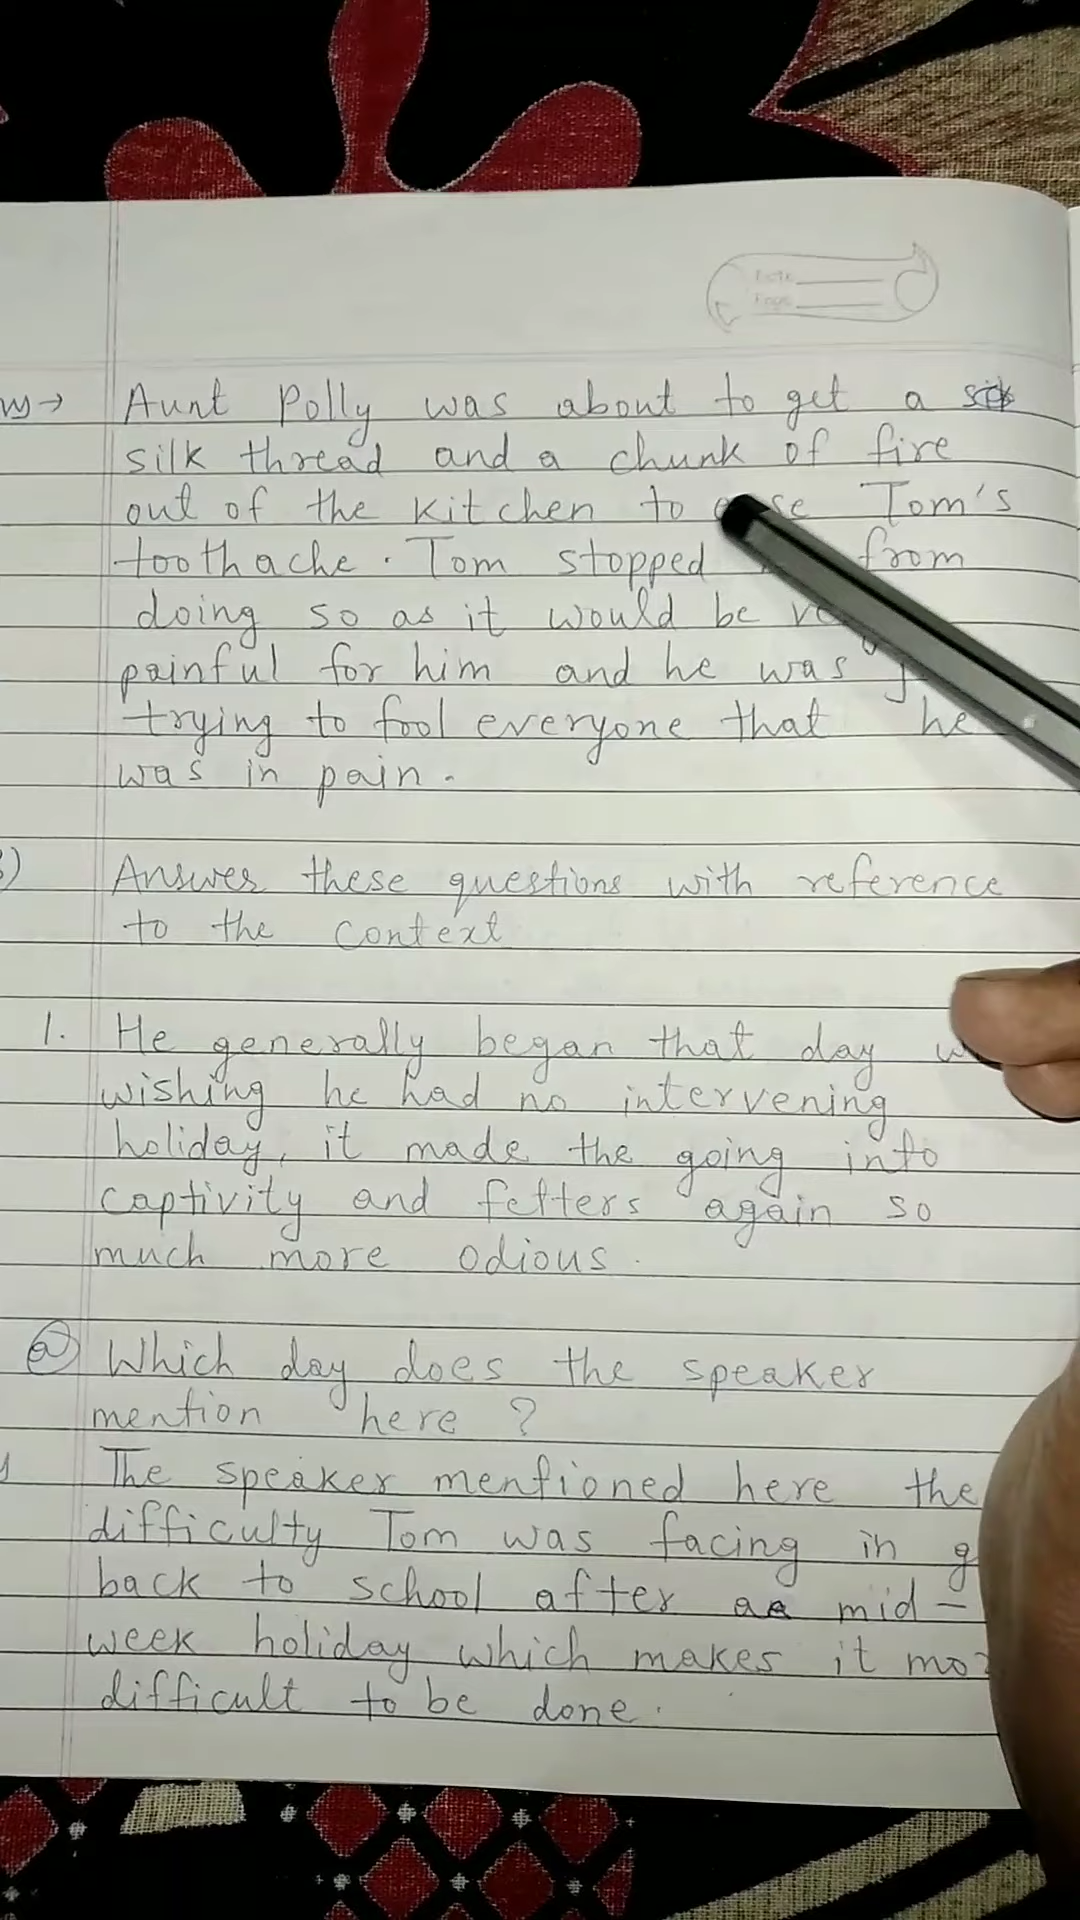 Aunt Polly was about to get a
silk thread and a chunk of fire
out of the kitchen to Tom's
toothache. Tom stopped from
doing so as it would be
painful for him and he was
trying to fool everyone that he
was in pain.
Answer these questions with reference
to the context
1. He generally began that day
wishing he had no intervening
holiday, it made the going into
captivity and fetters again so
much more odious.
a) Which day does the speaker
mention here ?
The speaker mentioned here the
difficulty Tom was facing in
back to school after a mid-
week holiday which makes it
difficult to be done.